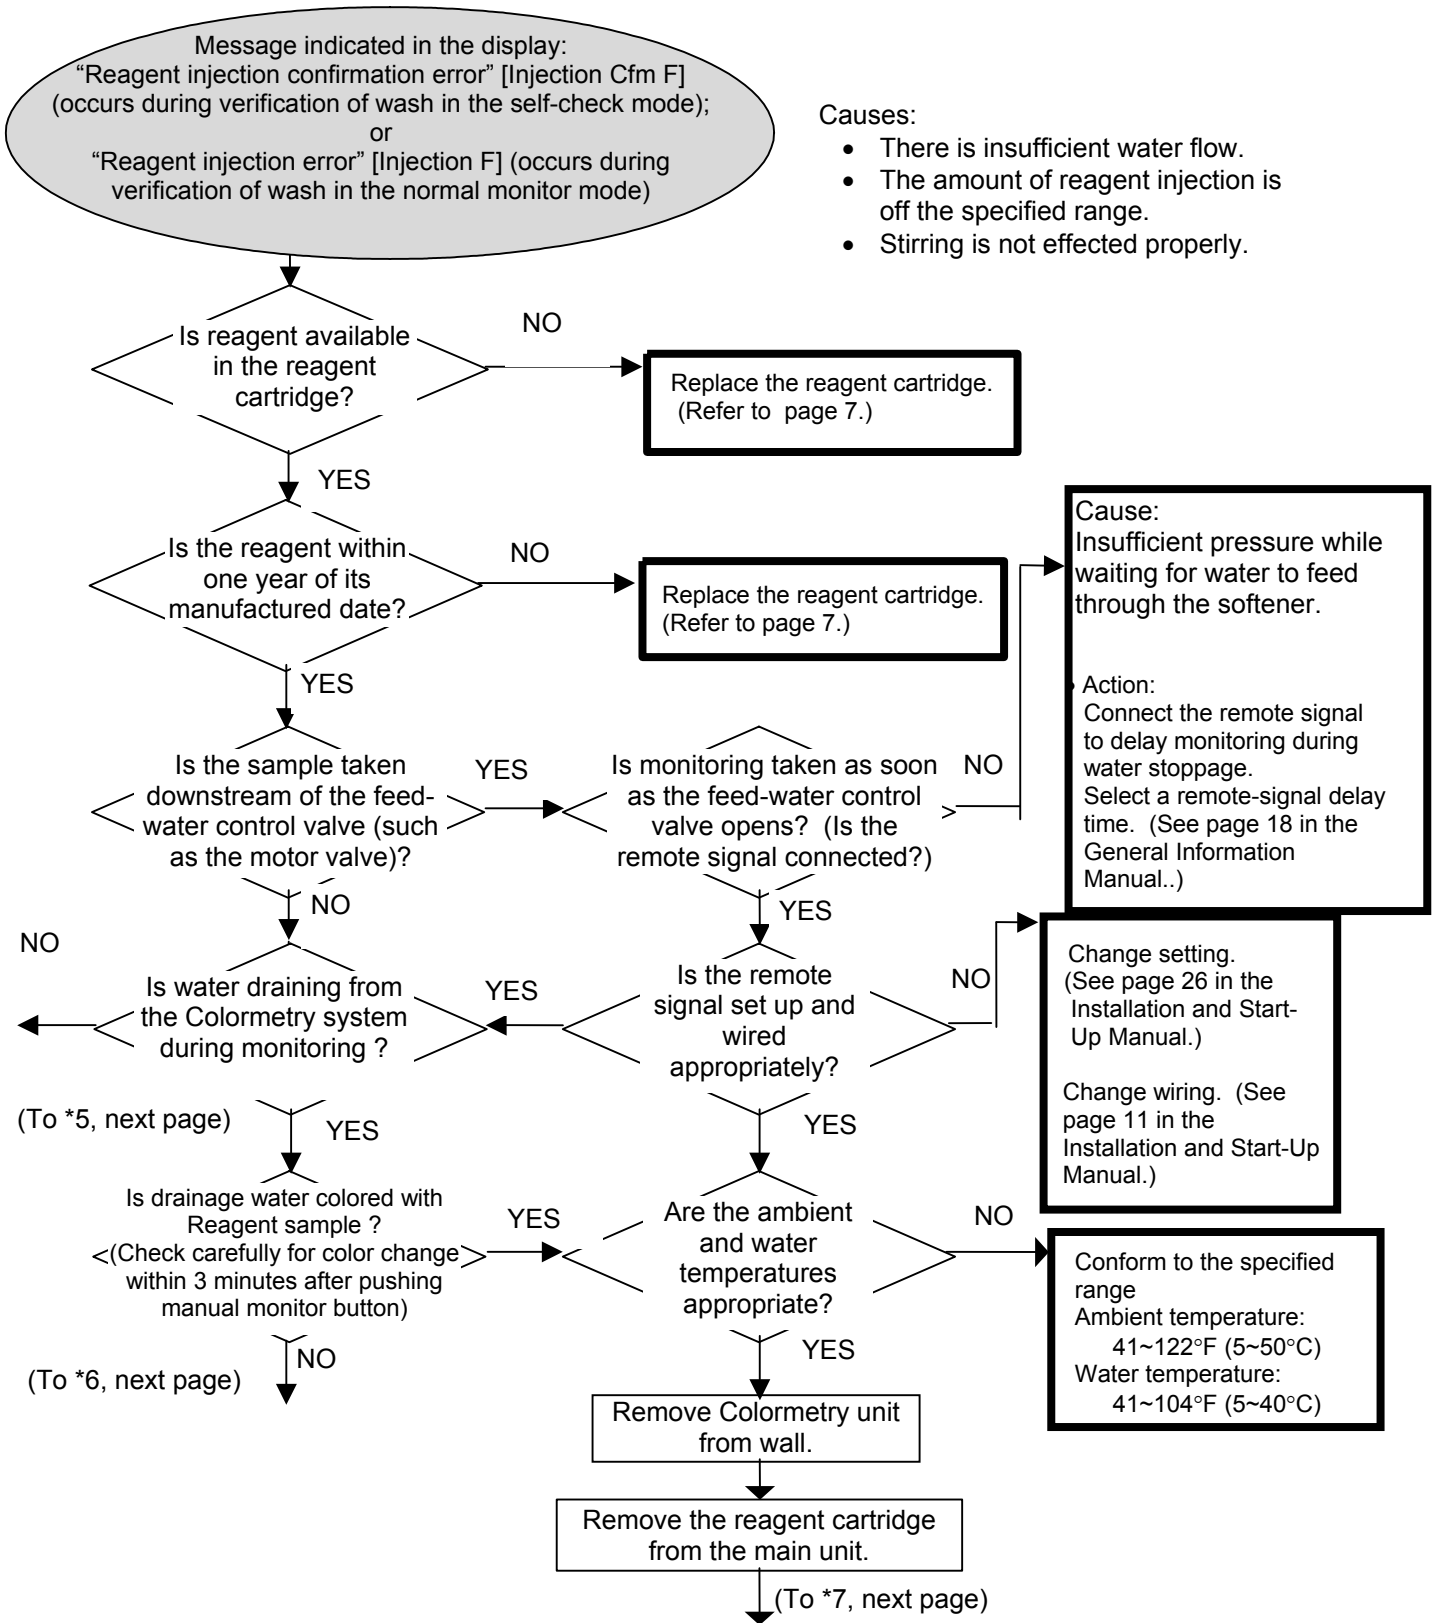 Message indicated in the display:
“Reagent injection confirmation error” [Injection Cfm F]
(occurs during verification of wash in the self-check mode);
or
“Reagent injection error” [Injection F] (occurs during
verification of wash in the normal monitor mode)
Causes:
• There is insufficient water flow.
• The amount of reagent injection is
off the specified range.
• Stirring is not effected properly.
Is reagent available
in the reagent
cartridge?
NO
Replace the reagent cartridge.
(Refer to page 7.)
YES
Is the reagent within
one year of its
manufactured date?
NO
Replace the reagent cartridge.
(Refer to page 7.)
YES
Cause:
Insufficient pressure while
waiting for water to feed
through the softener.
• Action:
Connect the remote signal
to delay monitoring during
water stoppage.
Select a remote-signal delay
time. (See page 18 in the
General Information
Manual..)
Is the sample taken
downstream of the feed-
water control valve (such
as the motor valve)?
YES
Is monitoring taken as soon
as the feed-water control
valve opens? (Is the
remote signal connected?)
NO
NO
YES
NO
Is water draining from
the Colormetry system
during monitoring ?
YES
Is the remote
signal set up and
wired
appropriately?
NO
Change setting.
(See page 26 in the
Installation and Start-
Up Manual.)
Change wiring. (See
page 11 in the
Installation and Start-Up
Manual.)
(To *5, next page)
YES
YES
Is drainage water colored with
Reagent sample ?
(Check carefully for color change
within 3 minutes after pushing
manual monitor button)
YES
Are the ambient
and water
temperatures
appropriate?
NO
Conform to the specified
range
Ambient temperature:
41~122°F (5~50°C)
Water temperature:
41~104°F (5~40°C)
NO
(To *6, next page)
YES
Remove Colormetry unit
from wall.
Remove the reagent cartridge
from the main unit.
(To *7, next page)